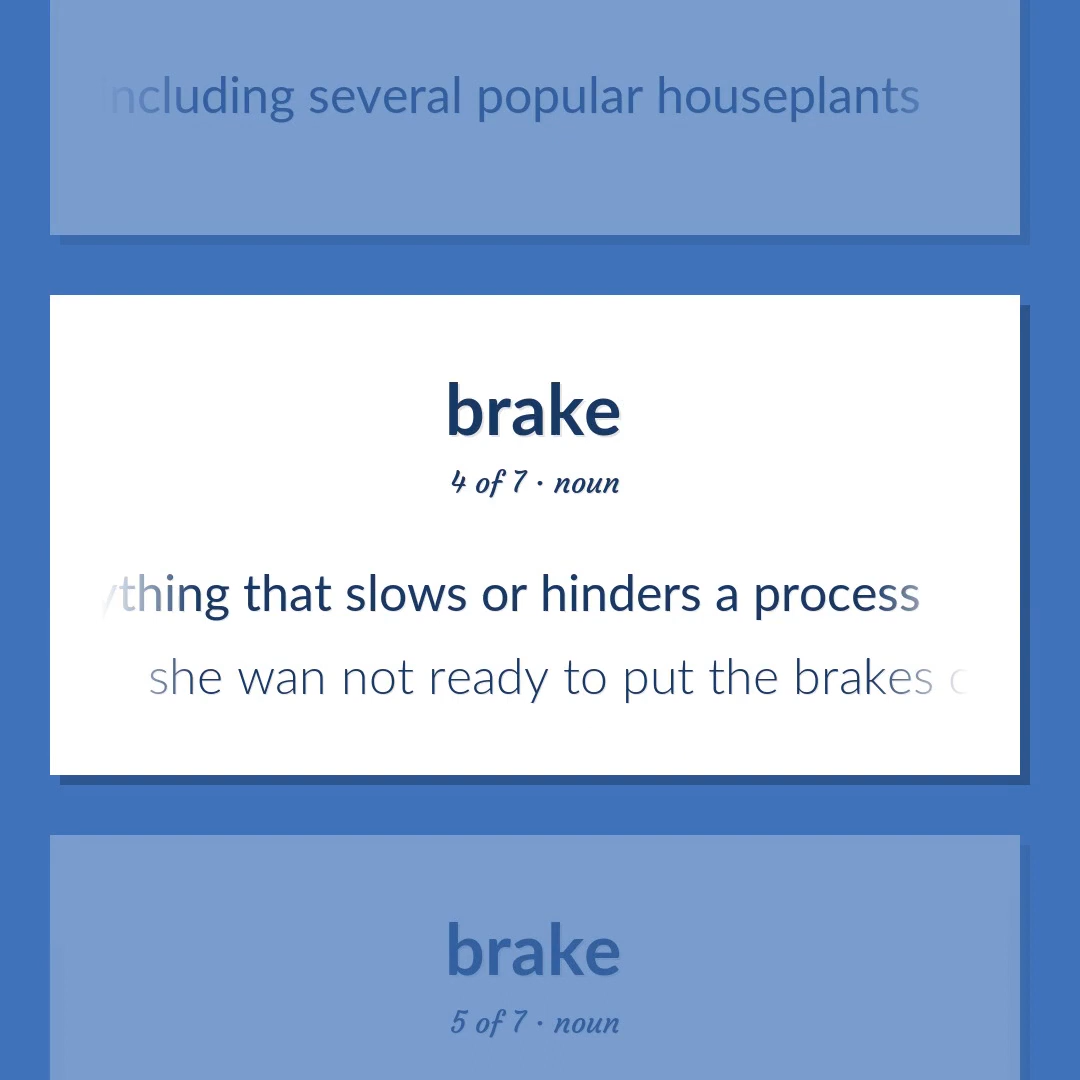 including several popular houseplants
brake
4 of 7 · noun
ything that slows or hinders a process
she wan not ready to put the brakes
brake
5 of 7 · noun